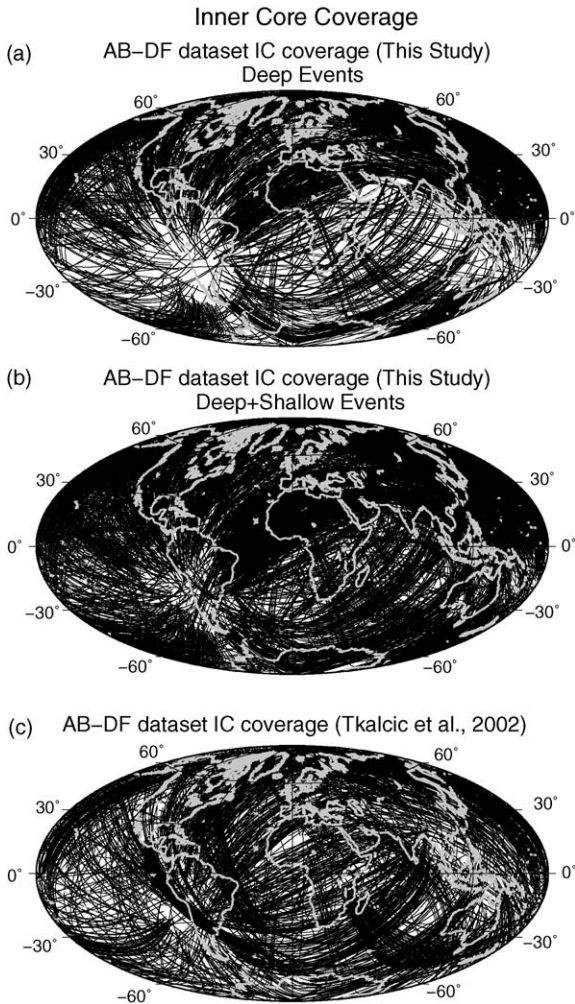 Inner Core Coverage
(a) AB-DF dataset IC coverage (This Study)
Deep Events
60° 60°
30° 30°
0° 0°
-30° -30°
-60° -60°
(b) AB-DF dataset IC coverage (This Study)
Deep+Shallow Events
60° 60°
30° 30°
0° 0°
-30° -30°
-60° -60°
(c) AB-DF dataset IC coverage (Tkalcic et al., 2002)
60° 60°
30° 30°
0° 0°
-30° -30°
-60° -60°